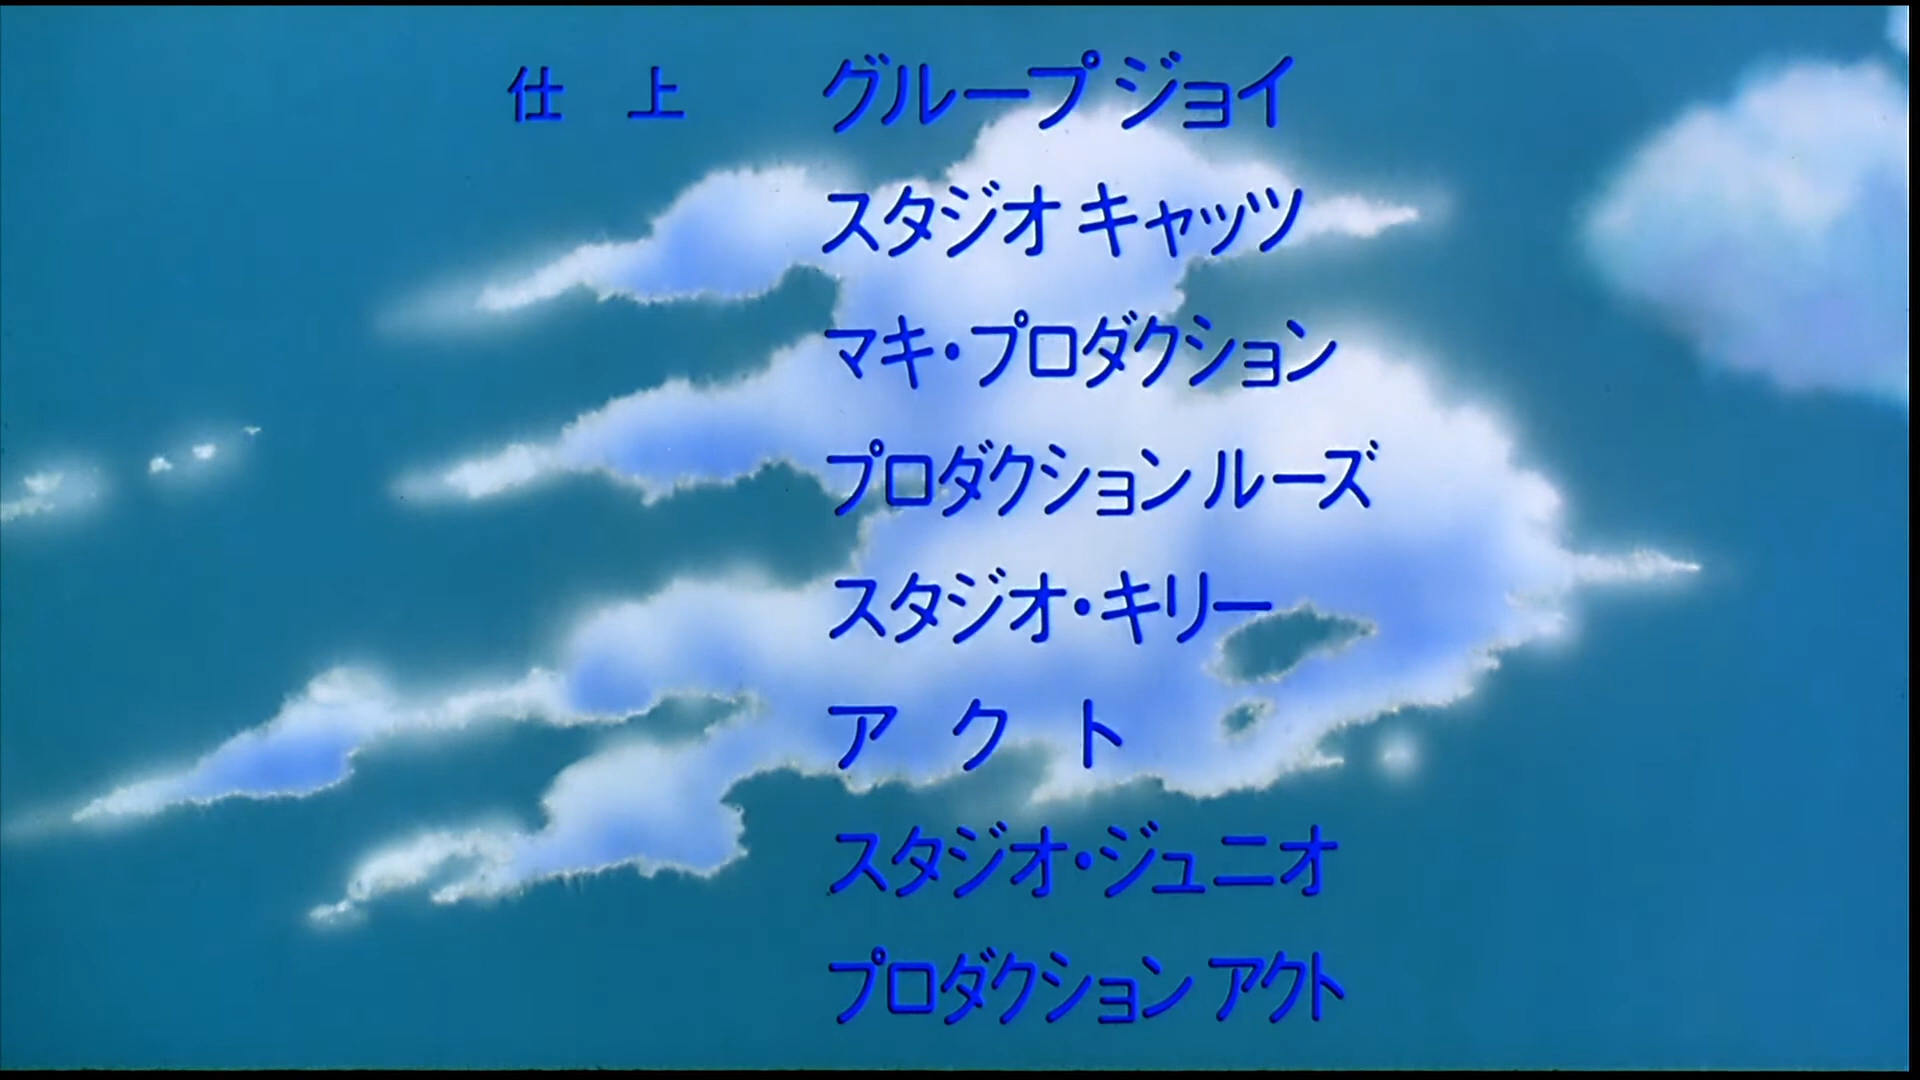 仕　上　グループ ジョイ
スタジオ キャッツ
マキ・プロダクション
プロダクション ルーズ
スタジオ・キリー
ア　ク　ト
スタジオ・ジュニオ
プロダクション アクト